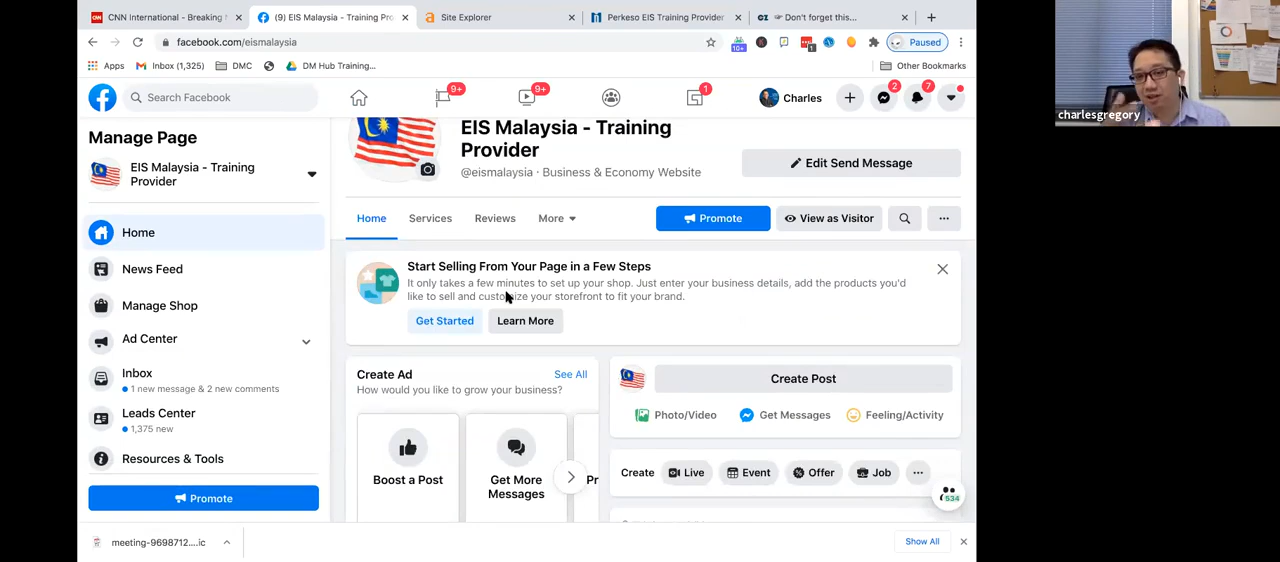 CNN International - Breaking N
(9) EIS Malaysia - Training Pro
Site Explorer
Perkeso EIS Training Provider
Don't forget this...
facebook.com/eismalaysia
10+
1
Paused
Apps
Inbox (1,325)
DMC
DM Hub Training...
Other Bookmarks
charlesgregory
Search Facebook
9+
9+
1
Charles
2
7
Manage Page
EIS Malaysia - Training
Provider
Home
News Feed
Manage Shop
Ad Center
Inbox
1 new message & 2 new comments
Leads Center
1,375 new
Resources & Tools
Promote
EIS Malaysia - Training
Provider
@eismalaysia · Business & Economy Website
Edit Send Message
Home
Services
Reviews
More
Promote
View as Visitor
Start Selling From Your Page in a Few Steps
It only takes a few minutes to set up your shop. Just enter your business details, add the products you'd
like to sell and customize your storefront to fit your brand.
Get Started
Learn More
Create Ad
See All
How would you like to grow your business?
Boost a Post
Get More
Messages
Pr
Create Post
Photo/Video
Get Messages
Feeling/Activity
Create
Live
Event
Offer
Job
534
meeting-9698712....ic
Show All